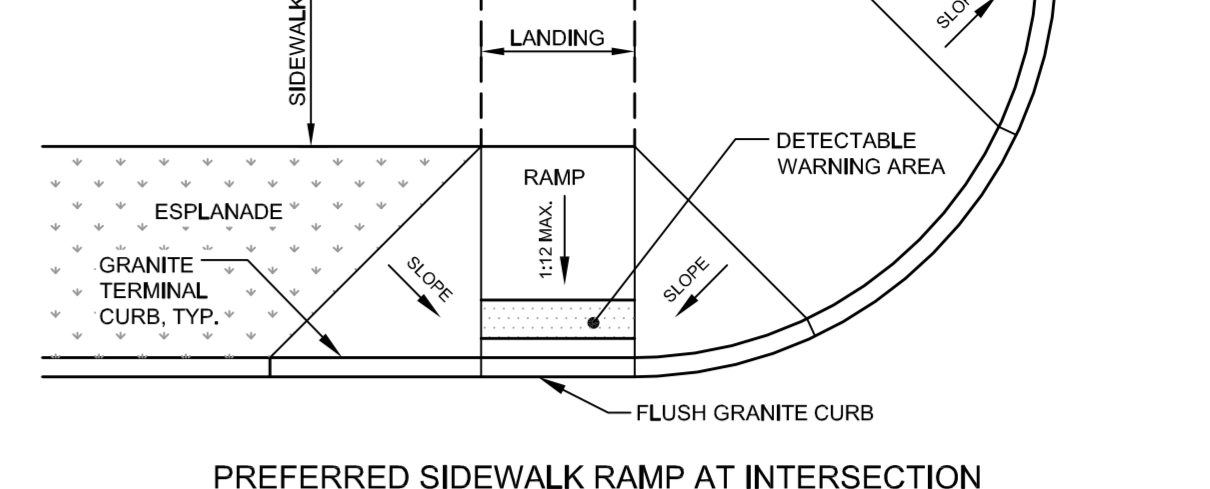 SIDEWALK
LANDING
SLOPE
DETECTABLE
WARNING AREA
RAMP
1:12 MAX.
ESPLANADE
GRANITE
TERMINAL
CURB, TYP.
SLOPE
SLOPE
FLUSH GRANITE CURB
PREFERRED SIDEWALK RAMP AT INTERSECTION